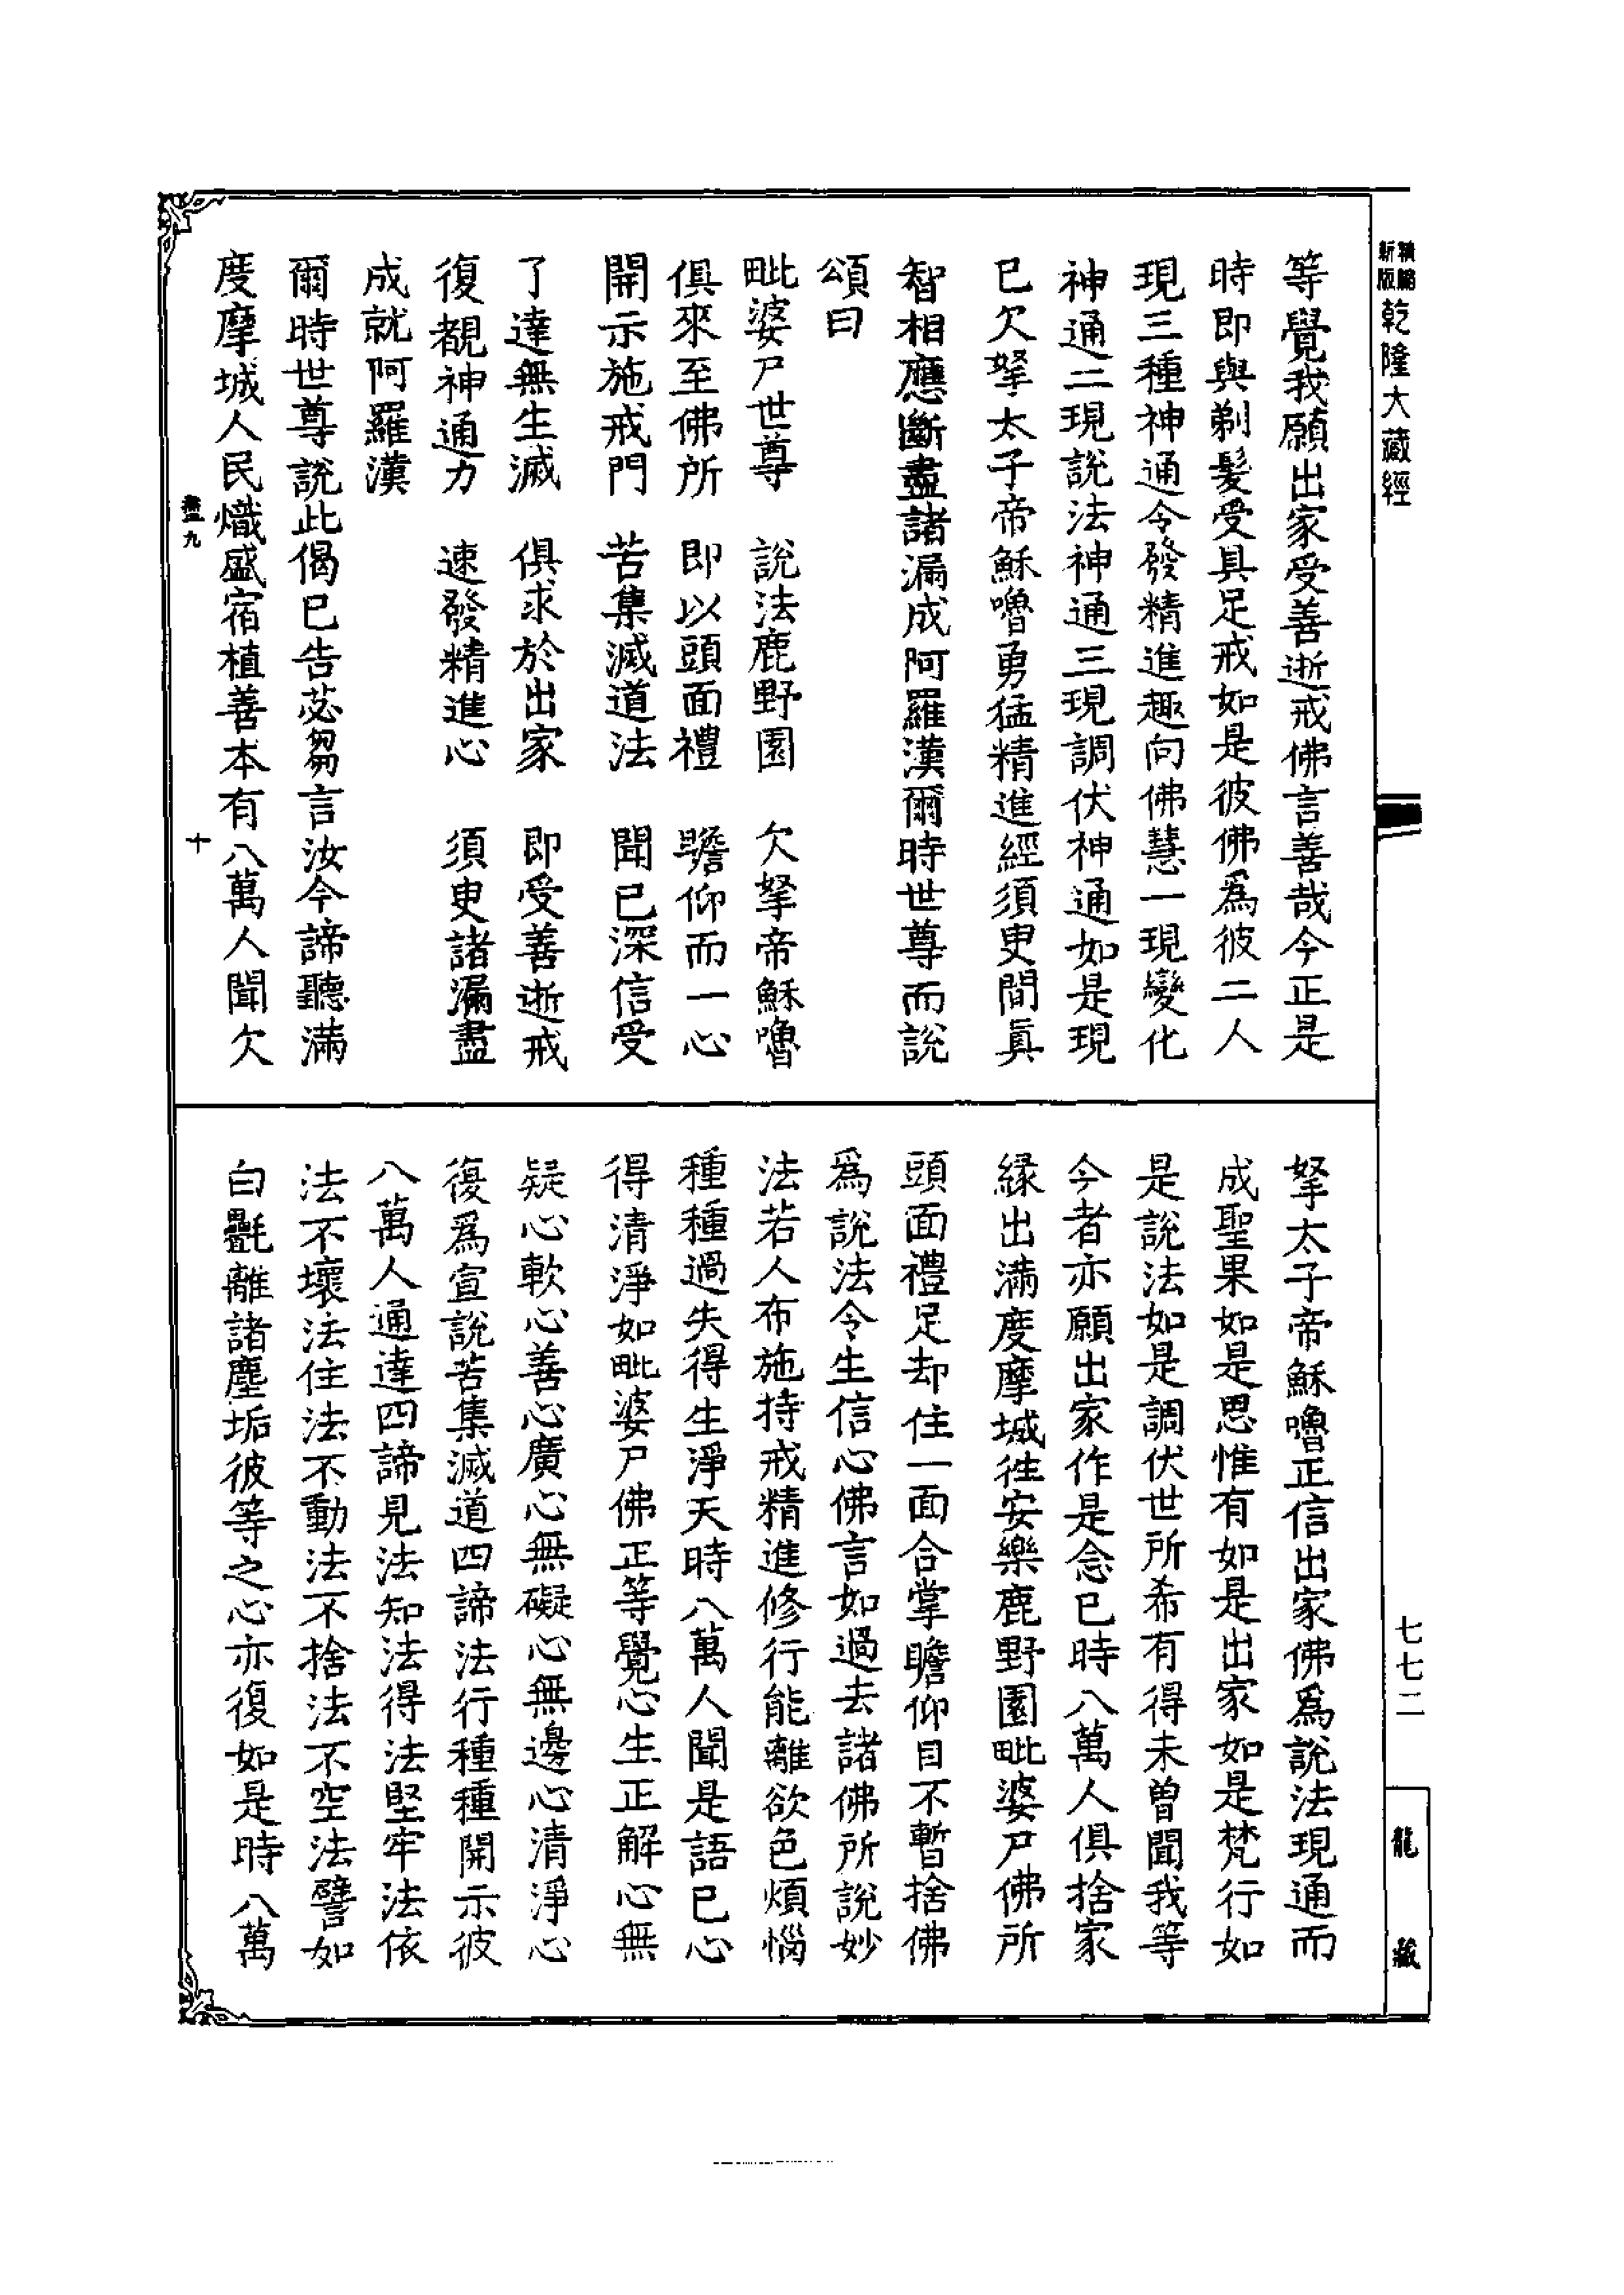 精縮
新版
乾隆大藏經
等覺我願出家受善逝戒佛言善哉今正是
時即與剃髮受具足戒如是彼佛爲彼二人
現三種神通令發精進趣向佛慧一現變化
神通二現說法神通三現調伏神通如是現
已欠拏太子帝穌嚕勇猛精進經須臾間眞
智相應斷盡諸漏成阿羅漢爾時世尊而說
頌曰
毗婆尸世尊　說法鹿野園　欠拏帝穌嚕
俱來至佛所　即以頭面禮　瞻仰而一心
開示施戒門　苦集滅道法　聞已深信受
了達無生滅　俱求於出家　即受善逝戒
復覩神通力　速發精進心　須臾諸漏盡
成就阿羅漢
爾時世尊說此偈已告苾芻言汝今諦聽滿
度摩城人民熾盛宿植善本有八萬人聞欠
盡九
十
拏太子帝穌嚕正信出家佛爲說法現通而
成聖果如是思惟有如是出家如是梵行如
是說法如是調伏世所希有得未曾聞我等
今者亦願出家作是念已時八萬人俱捨家
緣出滿度摩城徃安樂鹿野園毗婆尸佛所
頭面禮足却住一面合掌瞻仰目不暫捨佛
爲說法令生信心佛言如過去諸佛所說妙
法若人布施持戒精進修行能離欲色煩惱
種種過失得生淨天時八萬人聞是語已心
得清淨如毗婆尸佛正等覺心生正解心無
疑心軟心善心廣心無礙心無邊心清淨心
復爲宣說苦集滅道四諦法行種種開示彼
八萬人通達四諦見法知法得法堅牢法依
法不壞法住法不動法不捨法不空法譬如
白㲲離諸塵垢彼等之心亦復如是時八萬
七七二
龍藏